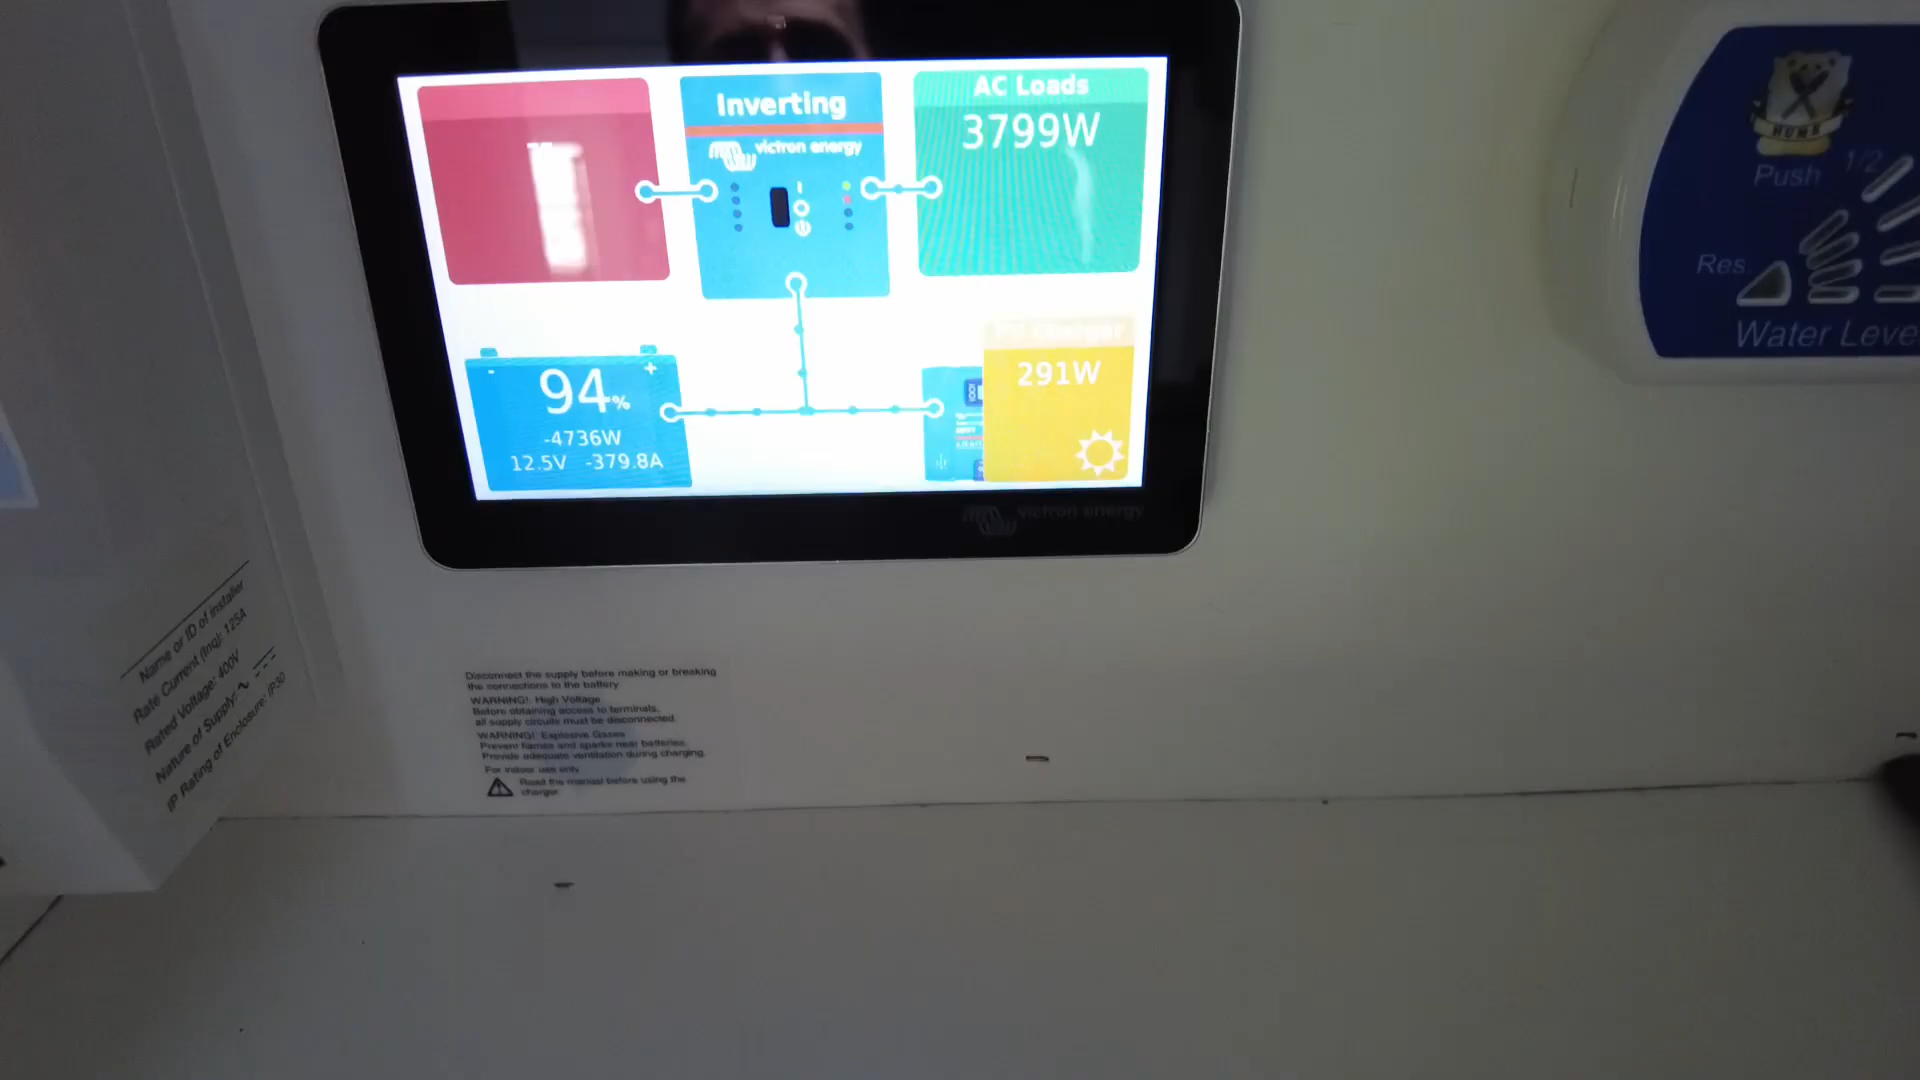 Inverting
victron energy
AC Loads
3799W
94%
-4736W
12.5V -379.8A
PV Charger
291W
victron energy
HUMA
Push
1/2
Res.
Water Leve
Name or ID of installer
Rate Current (Inq): 125A
Rated Voltage: 400V
Nature of Supply:
IP Rating of Enclosure: IP30
Disconnect the supply before making or breaking
the connections to the battery
WARNING!: High Voltage
Before obtaining access to terminals,
all supply circuits must be disconnected.
WARNING!: Explosive Gases
Prevent flames and sparks near batteries.
Provide adequate ventilation during charging.
For indoor use only
Read the manual before using the
charger.